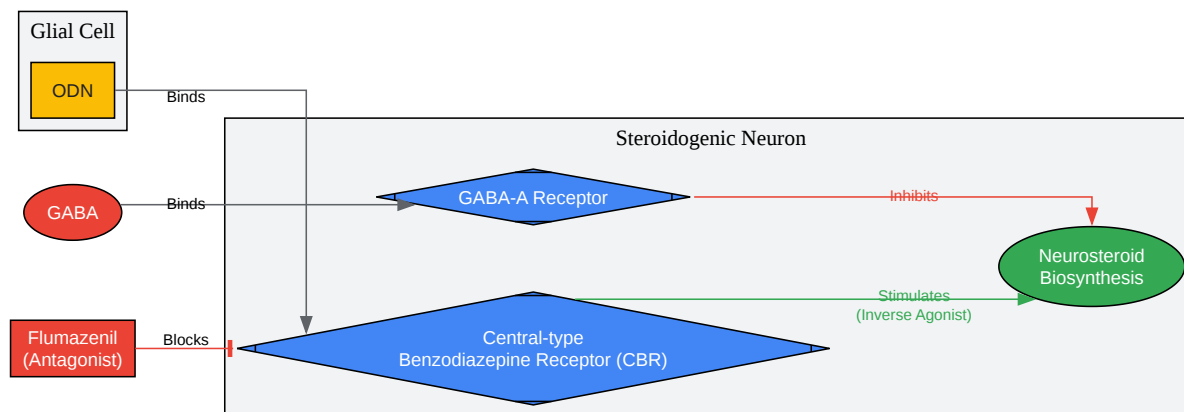 Glial Cell
ODN
Binds
Steroidogenic Neuron
GABA
Binds
GABA-A Receptor
Inhibits
Neurosteroid
Biosynthesis
Stimulates
(Inverse Agonist)
Flumazenil
(Antagonist)
Blocks
Central-type
Benzodiazepine Receptor (CBR)